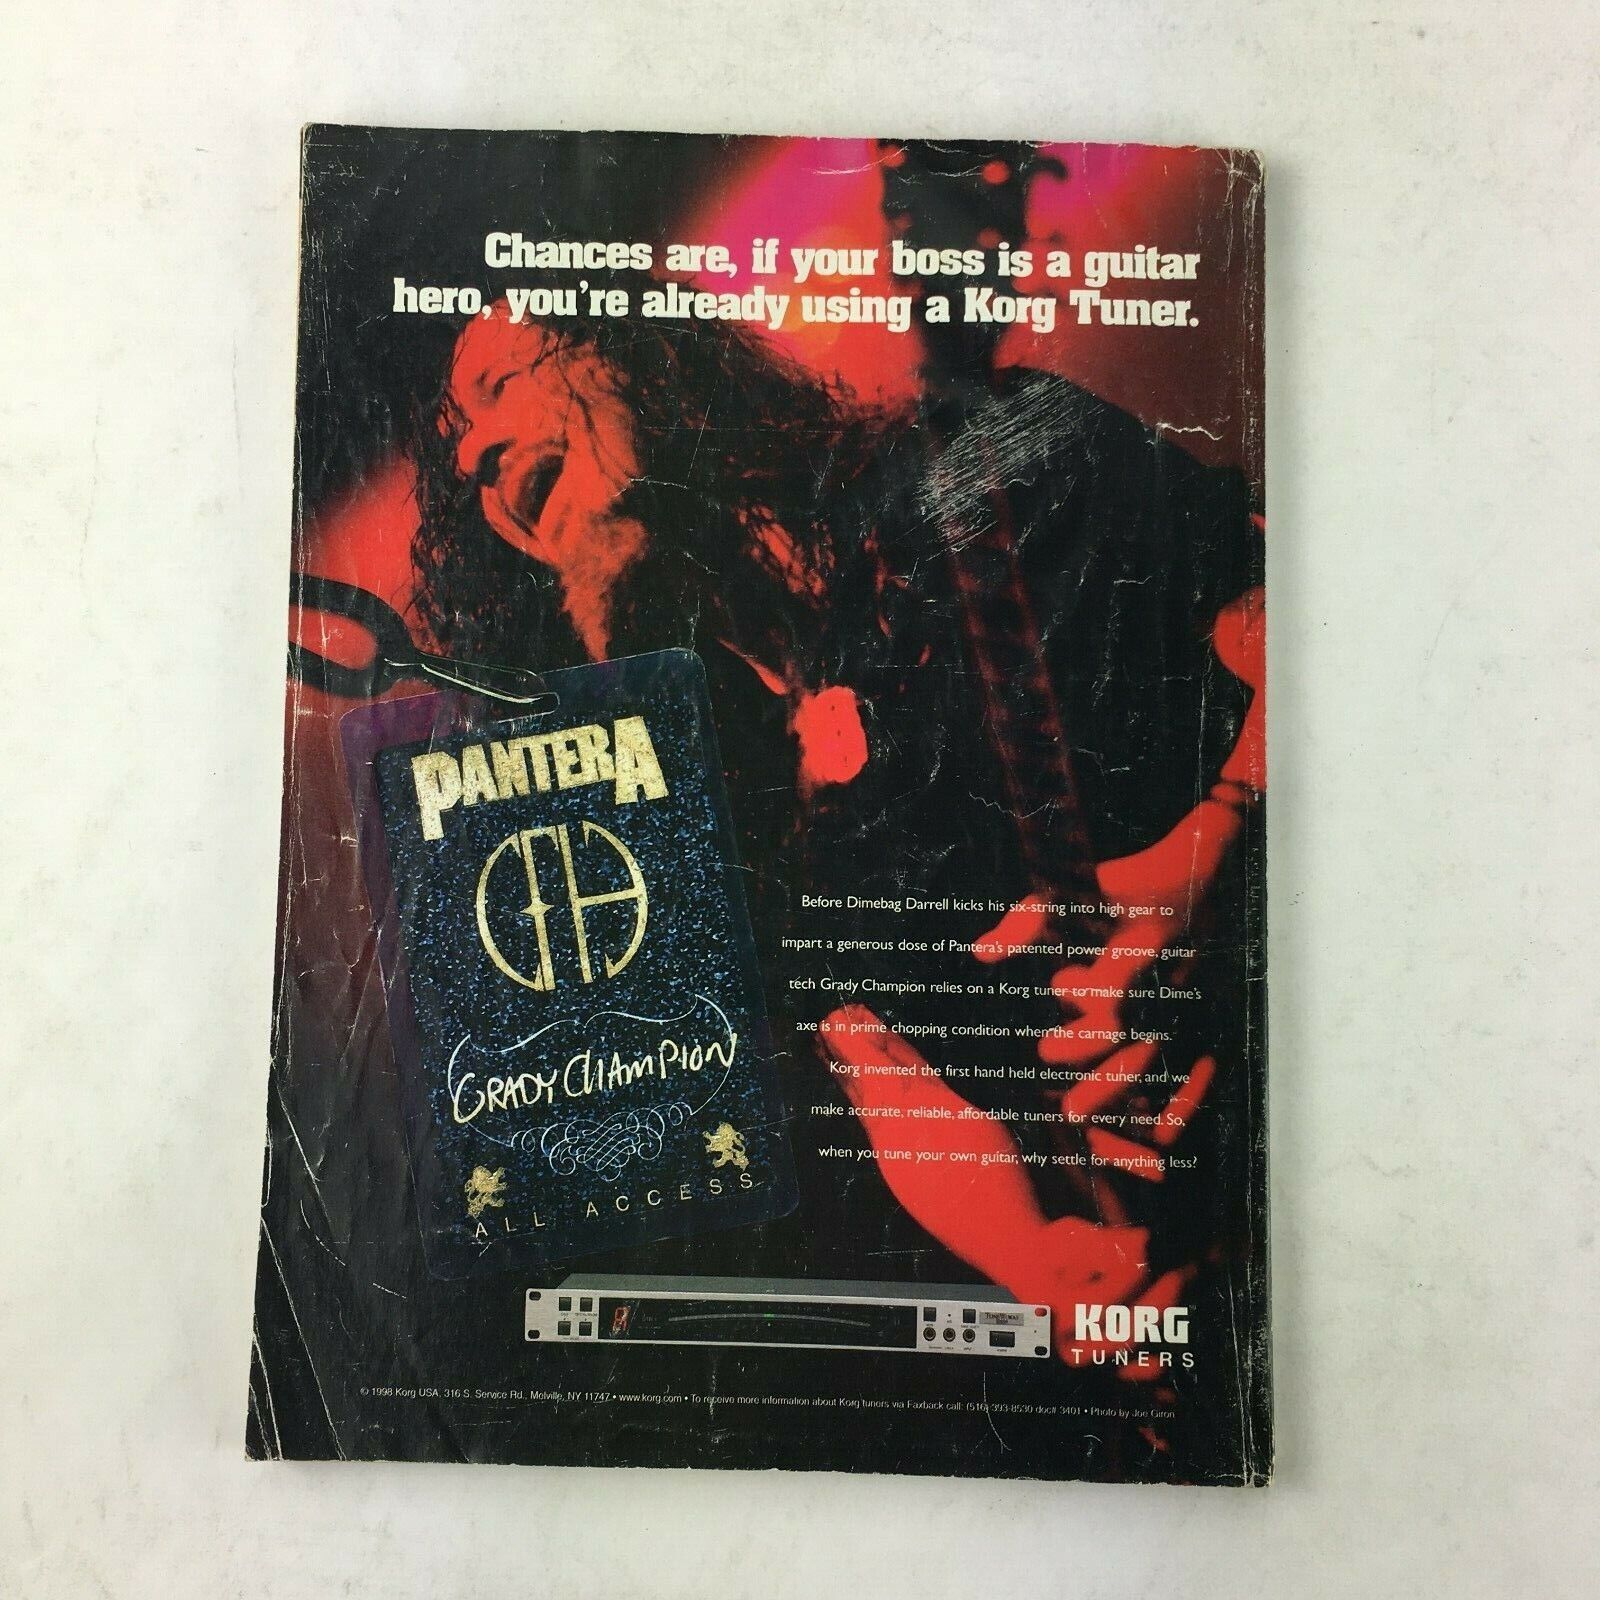 Chances are, if your boss is a guitar
hero, you're already using a Korg Tuner.
PANTERA
CFH
GRADY CHAMPION
ALL ACCESS
Before Dimebag Darrell kicks his six-string into high gear to
impart a generous dose of Pantera's patented power groove, guitar
tech Grady Champion relies on a Korg tuner to make sure Dime's
axe is in prime chopping condition when the carnage begins.
Korg invented the first hand held electronic tuner, and we
make accurate, reliable, affordable tuners for every need. So,
when you tune your own guitar, why settle for anything less?
KORG
TUNERS
© 1998 Korg USA, 316 S. Service Rd., Melville, NY 11747 • www.korg.com • To receive more information about Korg tuners via Faxback call: (516) 393-8530 doc# 3401 • Photo by Joe Giron